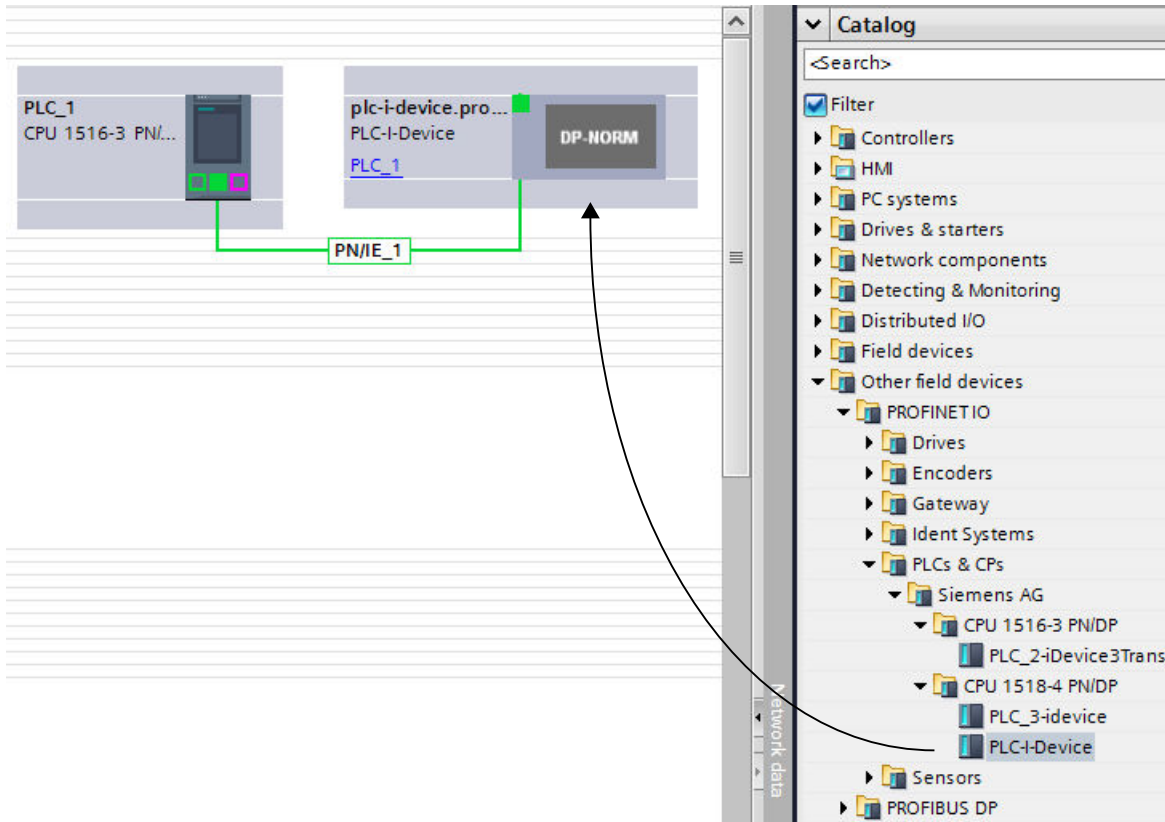 PLC_1
CPU 1516-3 PN/...
plc-i-device.pro...
PLC-I-Device
PLC_1
DP-NORM
PN/IE_1
Network data
Catalog
<Search>
Filter
Controllers
HMI
PC systems
Drives & starters
Network components
Detecting & Monitoring
Distributed I/O
Field devices
Other field devices
PROFINET IO
Drives
Encoders
Gateway
Ident Systems
PLCs & CPs
Siemens AG
CPU 1516-3 PN/DP
PLC_2-iDevice3Trans
CPU 1518-4 PN/DP
PLC_3-idevice
PLC-I-Device
Sensors
PROFIBUS DP